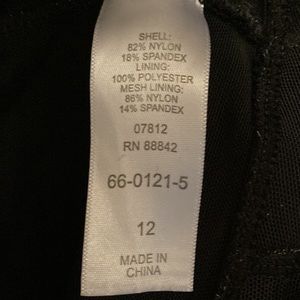 SHELL:
82% NYLON
18% SPANDEX
LINING:
100% POLYESTER
MESH LINING:
86% NYLON
14% SPANDEX
07812
RN 88842
66-0121-5
12
MADE IN
CHINA